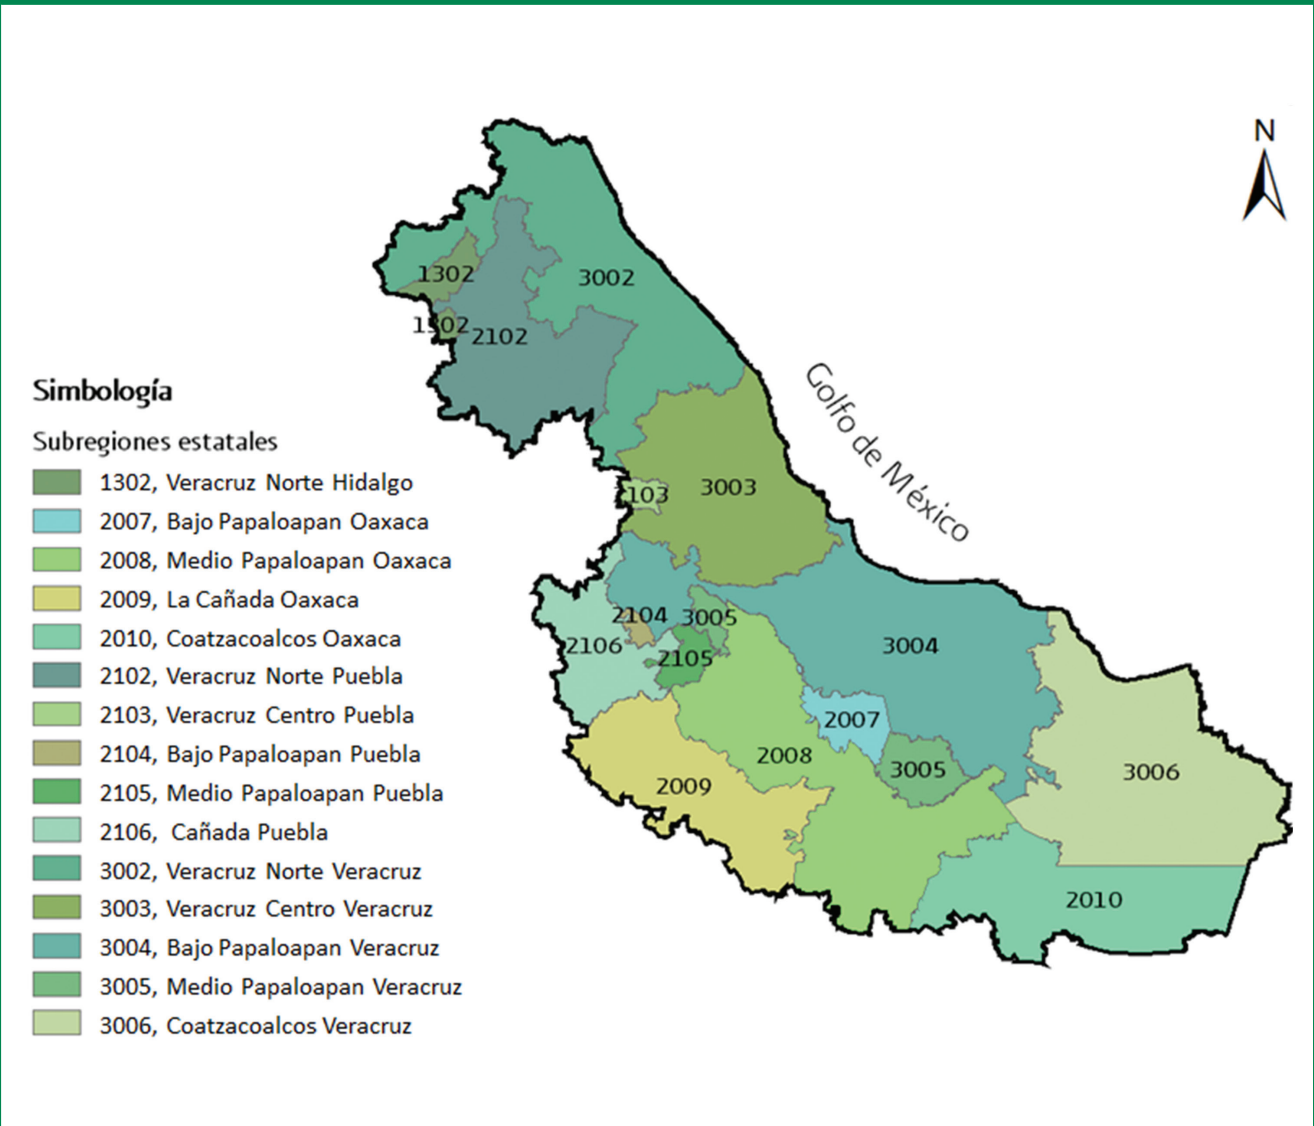 N
1302
3002
1302
2102
Golfo de México
Simbología
Subregiones estatales
1302, Veracruz Norte Hidalgo
2007, Bajo Papaloapan Oaxaca
2008, Medio Papaloapan Oaxaca
2009, La Cañada Oaxaca
2010, Coatzacoalcos Oaxaca
2102, Veracruz Norte Puebla
2103, Veracruz Centro Puebla
2104, Bajo Papaloapan Puebla
2105, Medio Papaloapan Puebla
2106, Cañada Puebla
3002, Veracruz Norte Veracruz
3003, Veracruz Centro Veracruz
3004, Bajo Papaloapan Veracruz
3005, Medio Papaloapan Veracruz
3006, Coatzacoalcos Veracruz
3003
2103
2104
3005
2106
2105
3004
2007
2008
3005
3006
2009
2010